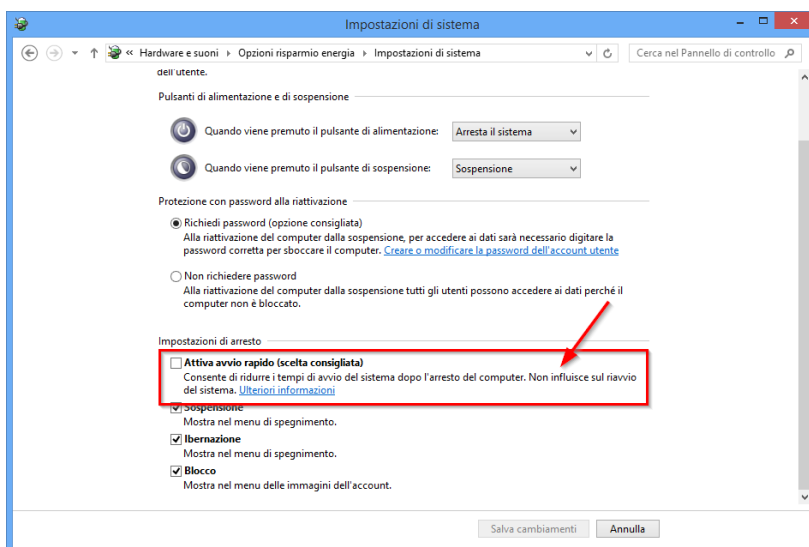 Impostazioni di sistema
« Hardware e suoni Opzioni risparmio energia Impostazioni di sistema
Cerca nel Pannello di controllo
dell'utente.
Pulsanti di alimentazione e di sospensione
Quando viene premuto il pulsante di alimentazione: Arresta il sistema
Quando viene premuto il pulsante di sospensione: Sospensione
Protezione con password alla riattivazione
Richiedi password (opzione consigliata)
Alla riattivazione del computer dalla sospensione, per accedere ai dati sarà necessario digitare la
password corretta per sboccare il computer. Creare o modificare la password dell'account utente
Non richiedere password
Alla riattivazione del computer dalla sospensione tutti gli utenti possono accedere ai dati perché il
computer non è bloccato.
Impostazioni di arresto
Attiva avvio rapido (scelta consigliata)
Consente di ridurre i tempi di avvio del sistema dopo l'arresto del computer. Non influisce sul riavvio
del sistema. Ulteriori informazioni
Sospensione
Mostra nel menu di spegnimento.
Ibernazione
Mostra nel menu di spegnimento.
Blocco
Mostra nel menu delle immagini dell'account.
Salva cambiamenti Annulla